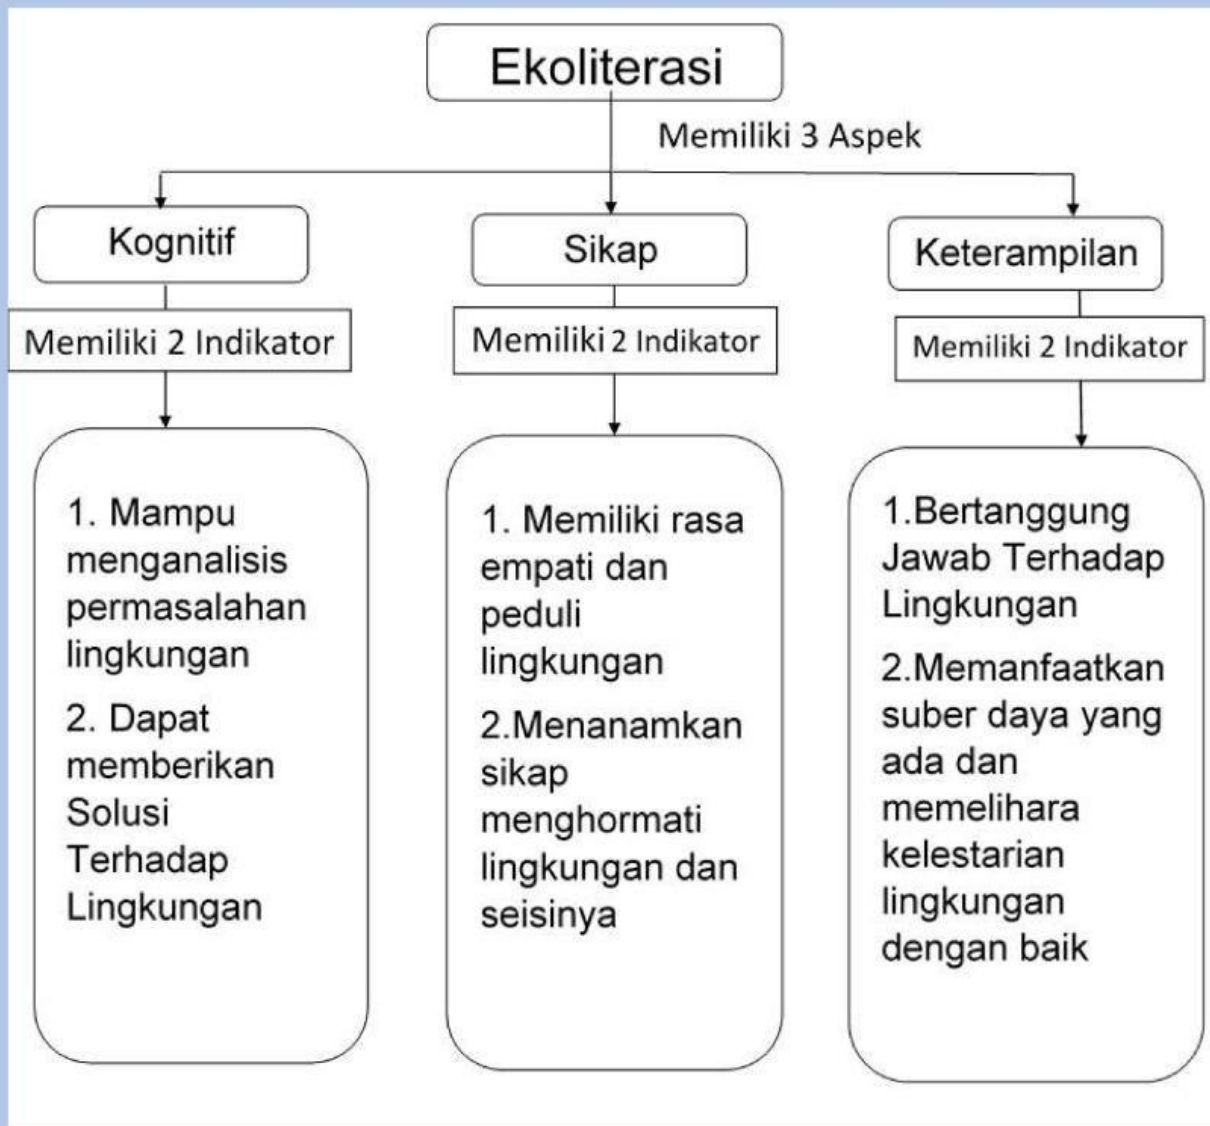 Ekoliterasi
Memiliki 3 Aspek
Kognitif
Memiliki 2 Indikator
1. Mampu
menganalisis
permasalahan
lingkungan
2. Dapat
memberikan
Solusi
Terhadap
Lingkungan
Sikap
Memiliki 2 Indikator
1. Memiliki rasa
empati dan
peduli
lingkungan
2.Menanamkan
sikap
menghormati
lingkungan dan
seisinya
Keterampilan
Memiliki 2 Indikator
1.Bertanggung
Jawab Terhadap
Lingkungan
2.Memanfaatkan
suber daya yang
ada dan
memelihara
kelestarian
lingkungan
dengan baik